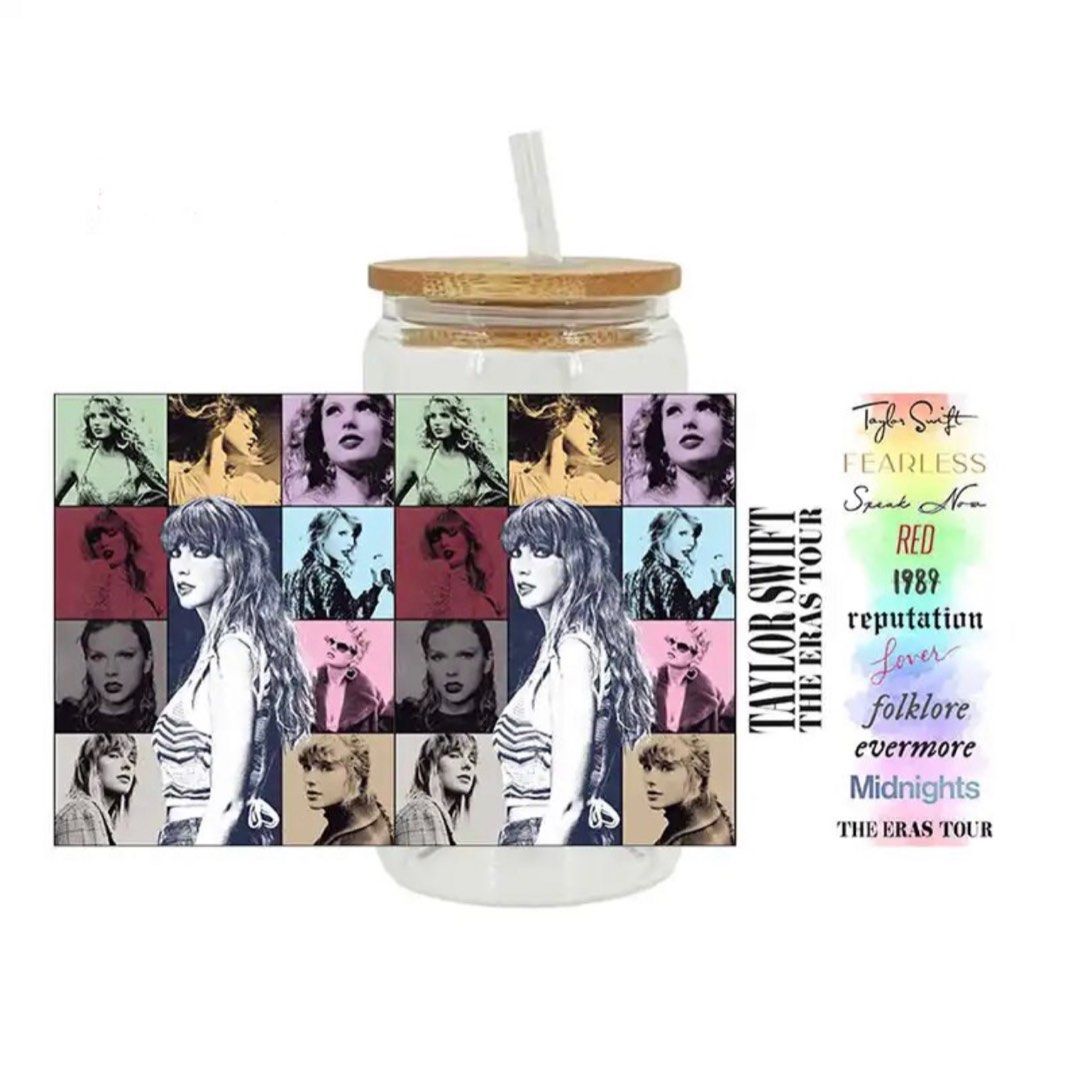 TAYLOR SWIFT
THE ERAS TOUR
Taylor Swift
FEARLESS
Speak Now
RED
1989
reputation
Lover
folklore
evermore
Midnights
THE ERAS TOUR